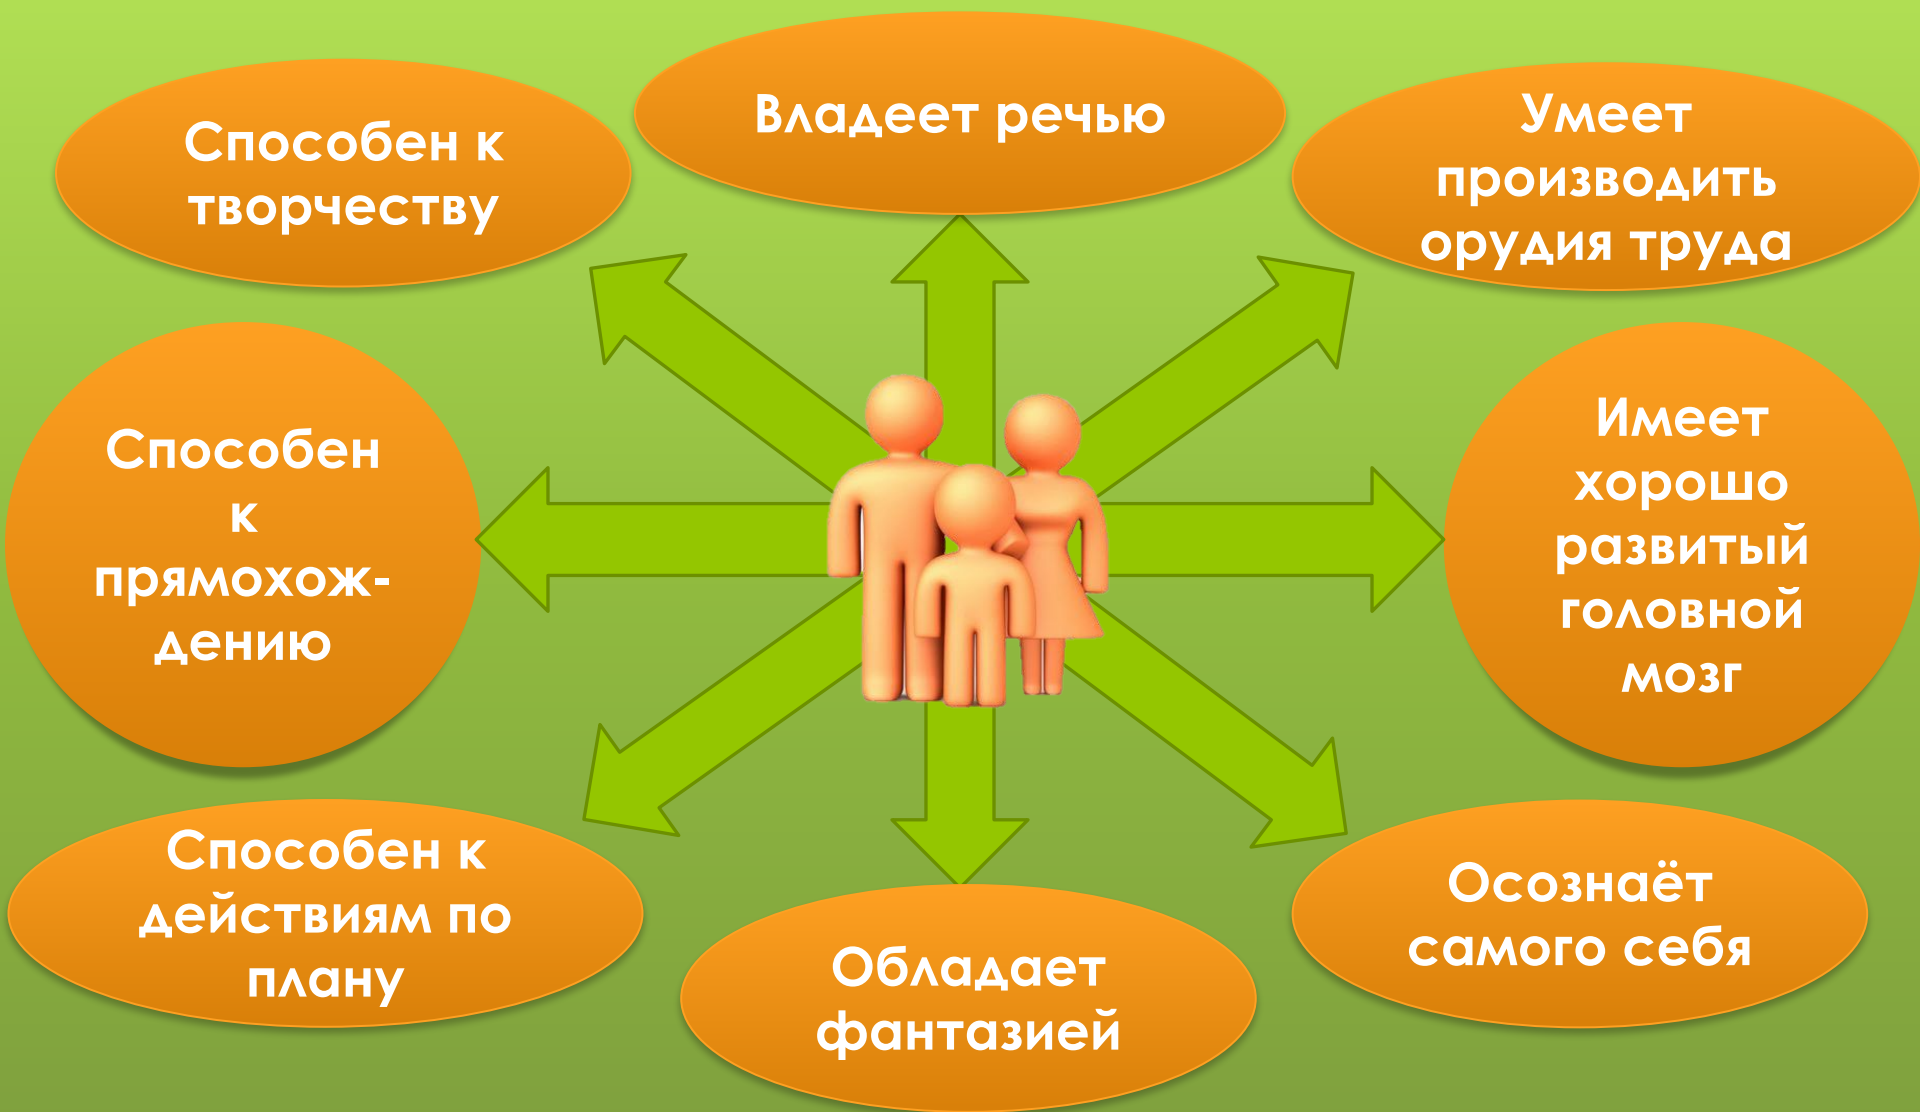 Способен к
творчеству
Владеет речью
Умеет
производить
орудия труда
Способен
к
прямохож-
дению
Имеет
хорошо
развитый
головной
мозг
Способен к
действиям по
плану
Обладает
фантазией
Осознаёт
самого себя